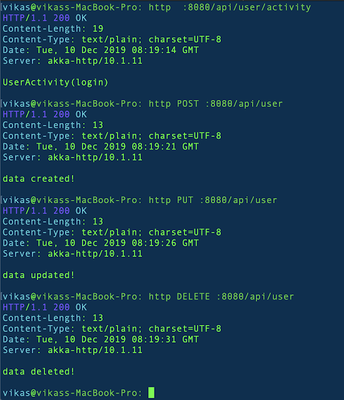 vikas@vikass-MacBook-Pro: http  :8080/api/user/activity
HTTP/1.1 200 OK
Content-Length: 19
Content-Type: text/plain; charset=UTF-8
Date: Tue, 10 Dec 2019 08:19:14 GMT
Server: akka-http/10.1.11
UserActivity(login)
vikas@vikass-MacBook-Pro: http POST :8080/api/user
HTTP/1.1 200 OK
Content-Length: 13
Content-Type: text/plain; charset=UTF-8
Date: Tue, 10 Dec 2019 08:19:21 GMT
Server: akka-http/10.1.11
data created!
vikas@vikass-MacBook-Pro: http PUT :8080/api/user
HTTP/1.1 200 OK
Content-Length: 13
Content-Type: text/plain; charset=UTF-8
Date: Tue, 10 Dec 2019 08:19:26 GMT
Server: akka-http/10.1.11
data updated!
vikas@vikass-MacBook-Pro: http DELETE :8080/api/user
HTTP/1.1 200 OK
Content-Length: 13
Content-Type: text/plain; charset=UTF-8
Date: Tue, 10 Dec 2019 08:19:31 GMT
Server: akka-http/10.1.11
data deleted!
vikas@vikass-MacBook-Pro: